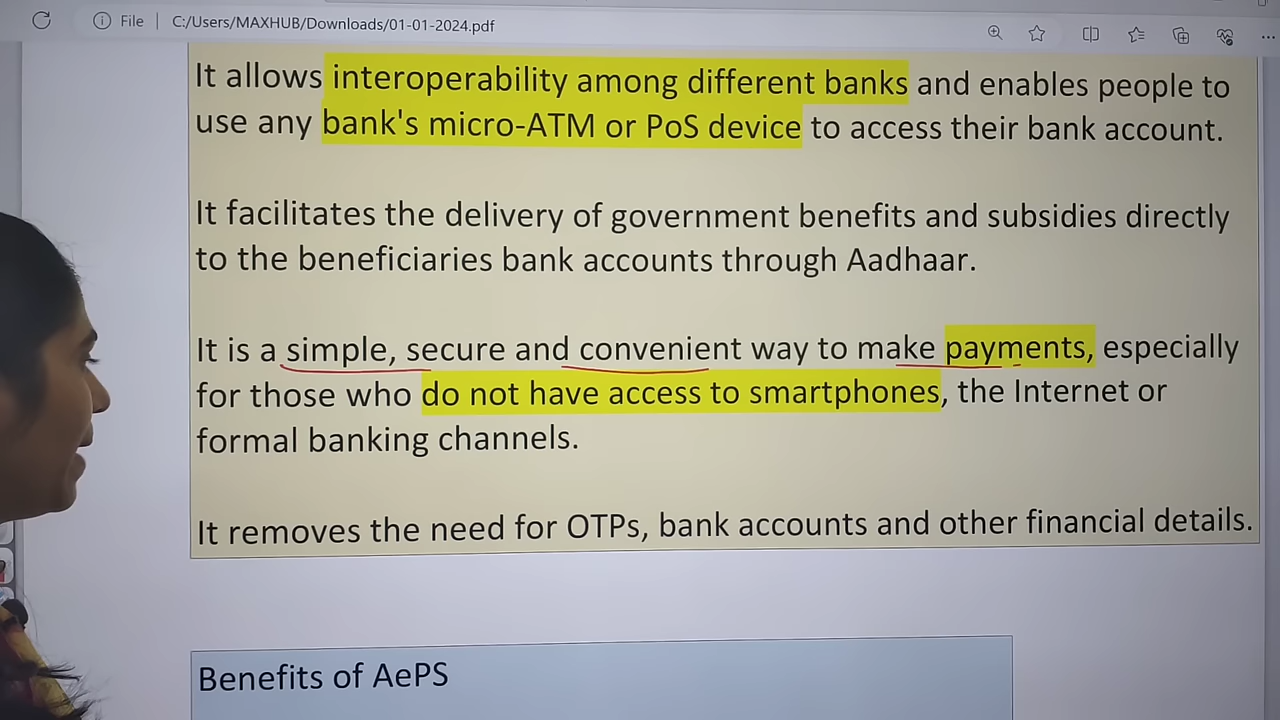 File
C:/Users/MAXHUB/Downloads/01-01-2024.pdf
It allows interoperability among different banks and enables people to
use any bank's micro-ATM or PoS device to access their bank account.
It facilitates the delivery of government benefits and subsidies directly
to the beneficiaries bank accounts through Aadhaar.
It is a simple, secure and convenient way to make payments, especially
for those who do not have access to smartphones, the Internet or
formal banking channels.
It removes the need for OTPs, bank accounts and other financial details.
Benefits of AePS